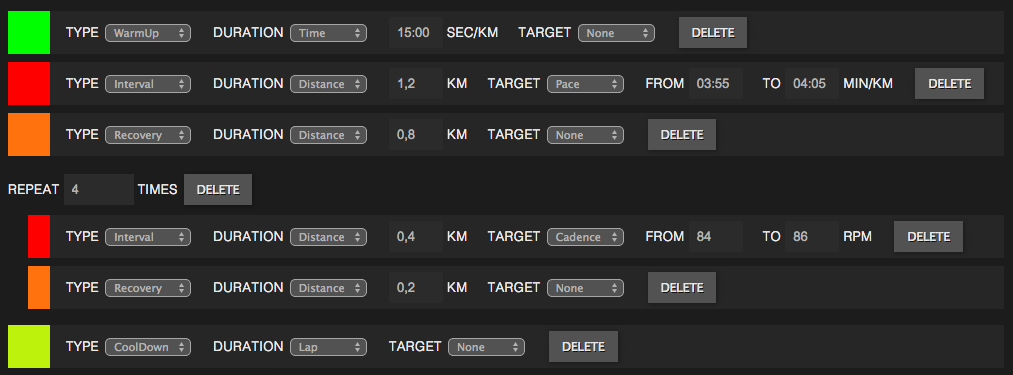 TYPE WarmUp DURATION Time 15:00 SEC/KM TARGET None DELETE
TYPE Interval DURATION Distance 1,2 KM TARGET Pace FROM 03:55 TO 04:05 MIN/KM DELETE
TYPE Recovery DURATION Distance 0,8 KM TARGET None DELETE
REPEAT 4 TIMES DELETE
TYPE Interval DURATION Distance 0,4 KM TARGET Cadence FROM 84 TO 86 RPM DELETE
TYPE Recovery DURATION Distance 0,2 KM TARGET None DELETE
TYPE CoolDown DURATION Lap TARGET None DELETE